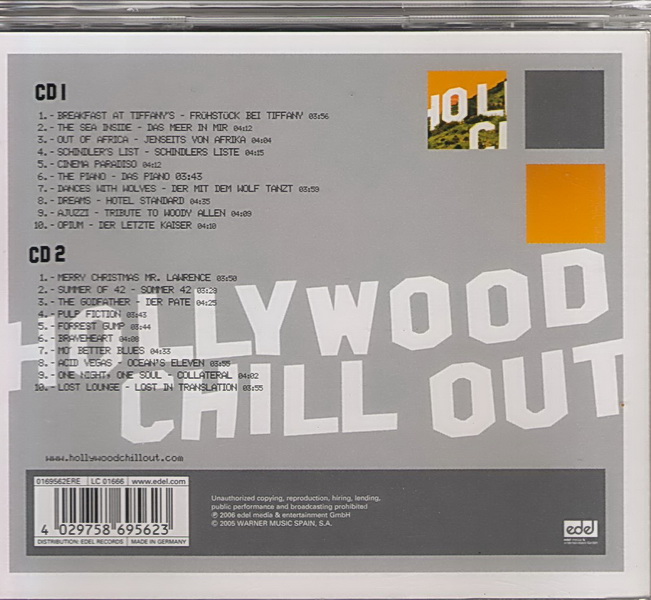 HOLL
CH
CD 1
1.- BREAKFAST AT TIFFANY'S - FRÜHSTÜCK BEI TIFFANY 03:56
2.- THE SEA INSIDE - DAS MEER IN MIR 04:12
3.- OUT OF AFRICA - JENSEITS VON AFRIKA 04:04
4.- SCHINDLER'S LIST - SCHINDLERS LISTE 04:15
5.- CINEMA PARADISO 04:12
6.- THE PIANO - DAS PIANO 03:43
7.- DANCES WITH WOLVES - DER MIT DEM WOLF TANZT 03:59
8.- DREAMS - HOTEL STANDARD 04:35
9.- AJUZZI - TRIBUTE TO WOODY ALLEN 04:09
10.- OPIUM - DER LETZTE KAISER 04:10
CD 2
1.- MERRY CHRISTMAS MR. LAWRENCE 03:50
2.- SUMMER OF 42 - SOMMER 42 03:29
3.- THE GODFATHER - DER PATE 04:25
4.- PULP FICTION 03:43
5.- FORREST GUMP 03:44
6.- BRAVEHEART 04:08
7.- MO' BETTER BLUES 04:33
8.- ACID VEGAS - OCEAN'S ELEVEN 03:55
9.- ONE NIGHT, ONE SOUL - COLLATERAL 04:02
10.- LOST LOUNGE - LOST IN TRANSLATION 03:55
HOLLYWOOD
CHILL OUT
www.hollywoodchillout.com
0169562ERE LC 01666 www.edel.com
4 029758 695623
DISTRIBUTION: EDEL RECORDS MADE IN GERMANY
Unauthorized copying, reproduction, hiring, lending,
public performance and broadcasting prohibited
℗ 2006 edel media & entertainment GmbH
© 2005 WARNER MUSIC SPAIN, S.A.
edel